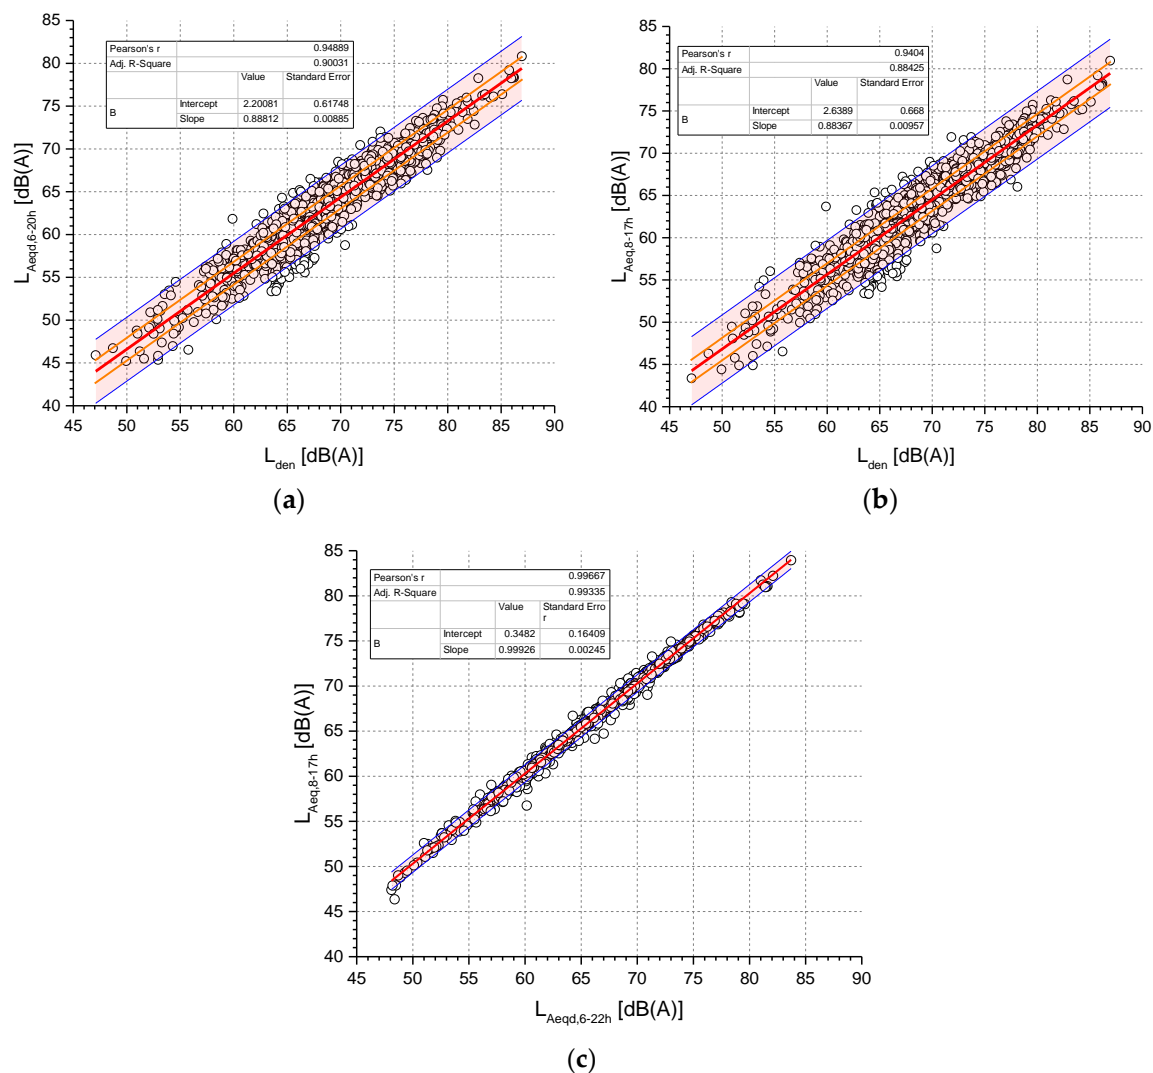 85
80
75
70
65
60
55
50
45
40
L_Aeqd,6-20h [dB(A)]
Pearson's r 0.94889
Adj. R-Square 0.90031
Value Standard Error
B Intercept 2.20081 0.61748
Slope 0.88812 0.00885
45 50 55 60 65 70 75 80 85 90
L_den [dB(A)]
(a)
85
80
75
70
65
60
55
50
45
40
L_Aeq,8-17h [dB(A)]
Pearson's r 0.9404
Adj. R-Square 0.88425
Value Standard Error
B Intercept 2.6389 0.668
Slope 0.88367 0.00957
45 50 55 60 65 70 75 80 85 90
L_den [dB(A)]
(b)
85
80
75
70
65
60
55
50
45
40
L_Aeq,8-17h [dB(A)]
Pearson's r 0.99667
Adj. R-Square 0.99335
Value Standard Erro
r
B Intercept 0.3482 0.16409
Slope 0.99926 0.00245
45 50 55 60 65 70 75 80 85 90
L_Aeqd,6-22h [dB(A)]
(c)